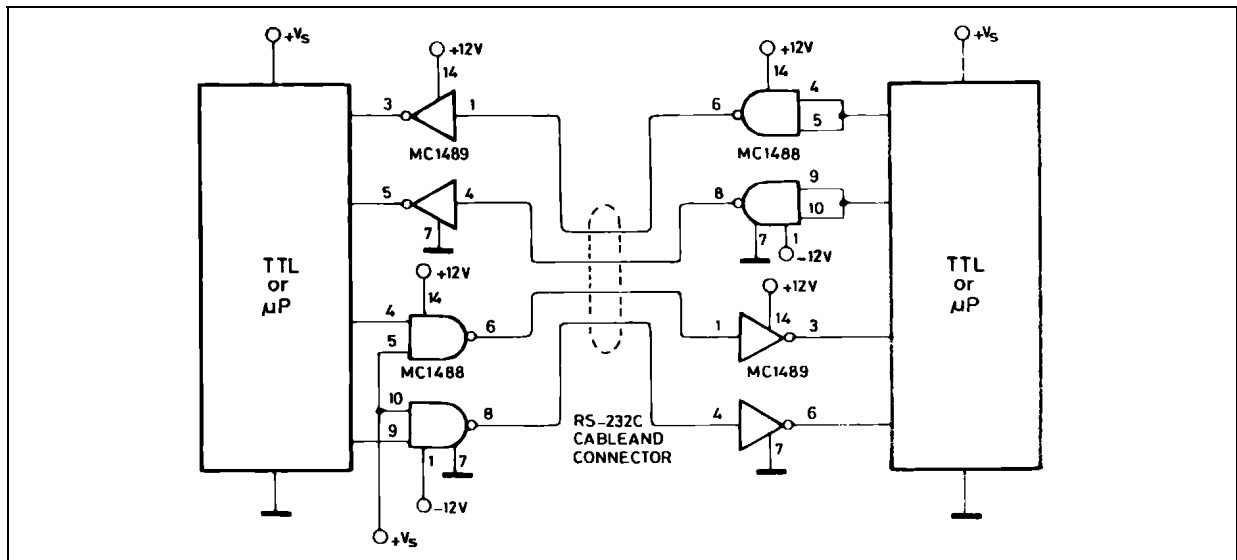 +Vs
+12V
14
3
1
MC1489
5
4
7
TTL
or
µP
+12V
14
4
5
6
MC1488
10
9
8
1
7
-12V
+Vs
RS-232C
CABLEAND
CONNECTOR
+12V
14
6
4
5
MC1488
8
9
10
7
1
-12V
+12V
14
1
3
MC1489
4
6
7
+Vs
TTL
or
µP